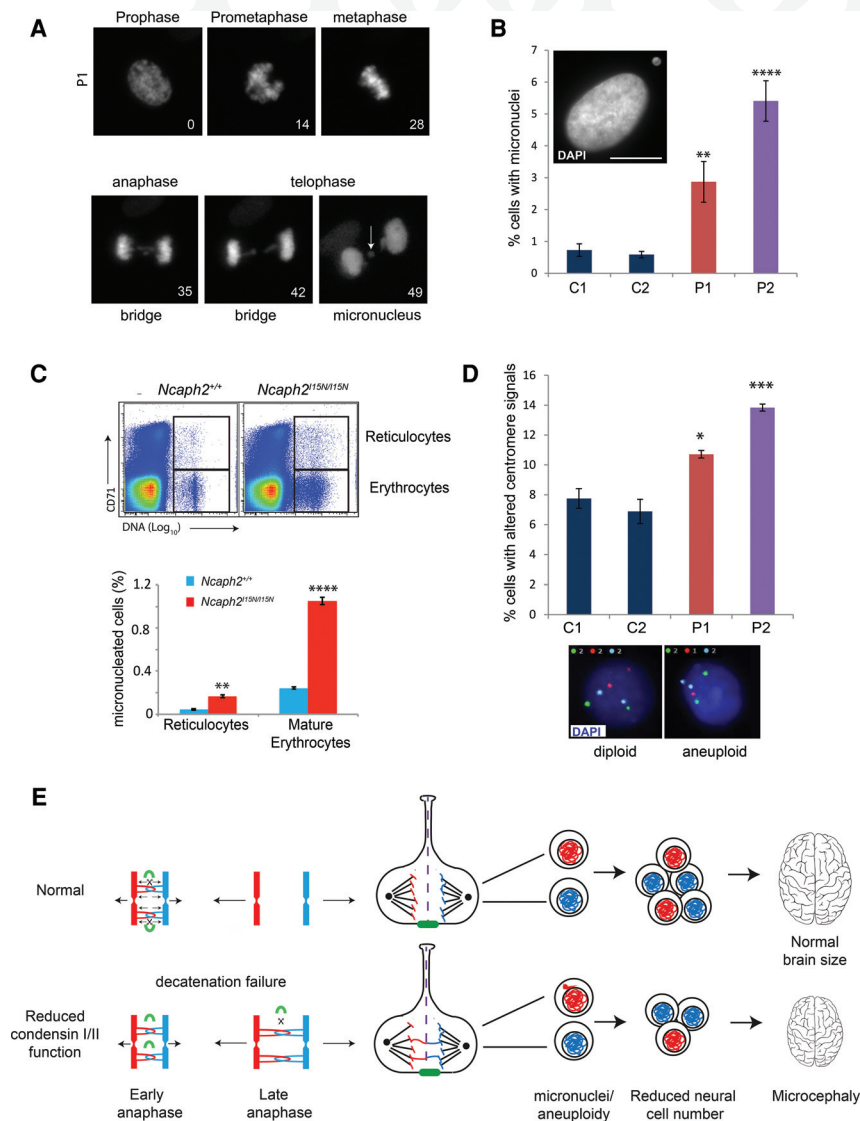 A
Prophase Prometaphase metaphase
P1
0 14 28
anaphase telophase
35 42 49
bridge bridge micronucleus
B
% cells with micronuclei
7
6
5
4
3
2
1
0
DAPI
** ****
C1 C2 P1 P2
C
Ncaph2+/+ Ncaph2I15N/I15N
Reticulocytes
Erythrocytes
CD71
DNA (Log10)
micronucleated cells (%)
1.2
0.8
0.4
0
Ncaph2+/+
Ncaph2I15N/I15N
** ****
Reticulocytes Mature
Erythrocytes
D
% cells with altered centromere signals
16
14
12
10
8
6
4
2
0
* ***
C1 C2 P1 P2
2 2 2 2 1 2
DAPI
diploid aneuploid
E
Normal
Normal
brain size
decatenation failure
Reduced
condensin I/II
function
Early
anaphase
Late
anaphase
micronuclei/
aneuploidy
Reduced neural
cell number
Microcephaly